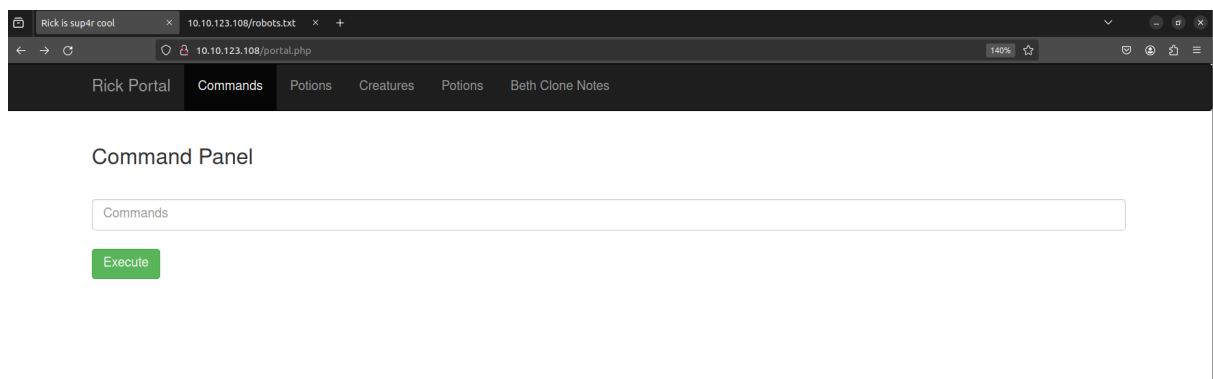 Rick is sup4r cool 10.10.123.108/robots.txt
10.10.123.108/portal.php 140%
Rick Portal Commands Potions Creatures Potions Beth Clone Notes
Command Panel
Commands
Execute